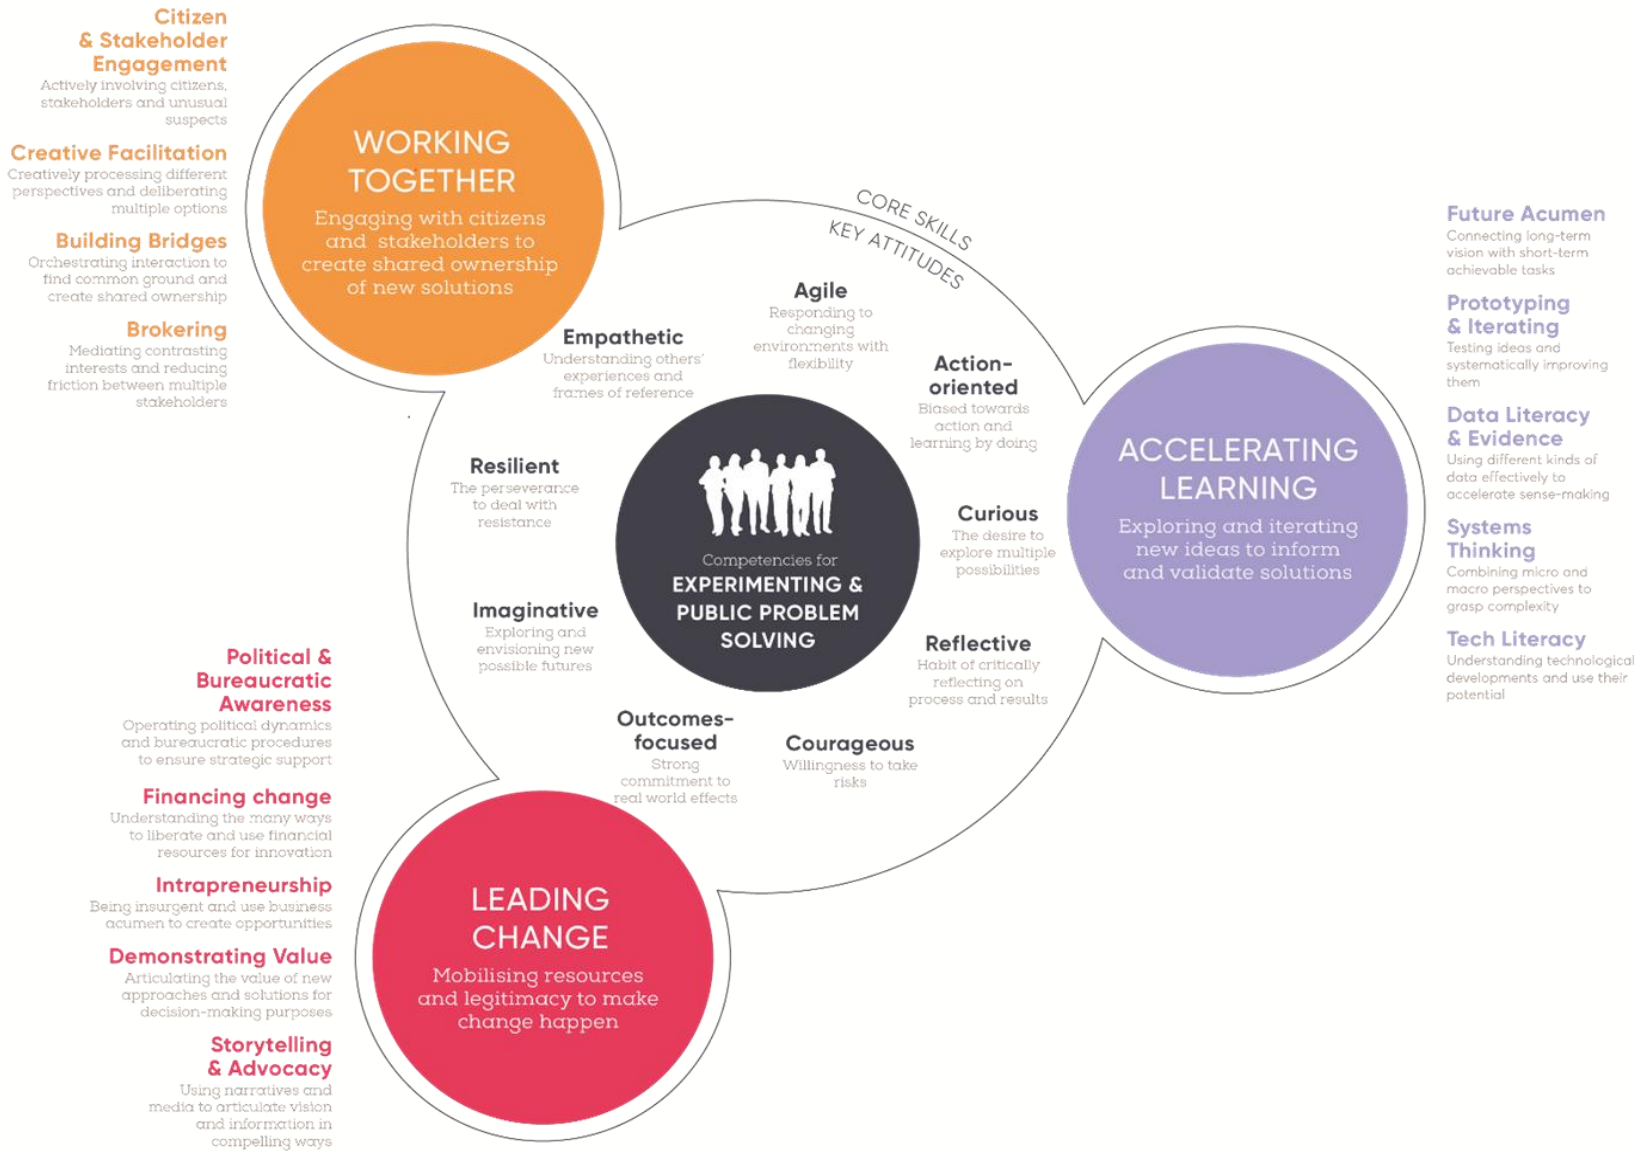 Citizen
& Stakeholder
Engagement
Actively involving citizens,
stakeholders and unusual
suspects
Creative Facilitation
Creatively processing different
perspectives and deliberating
multiple options
Building Bridges
Orchestrating interaction to
find common ground and
create shared ownership
Brokering
Mediating contrasting
interests and reducing
friction between multiple
stakeholders
WORKING
TOGETHER
Engaging with citizens
and stakeholders to
create shared ownership
of new solutions
CORE SKILLS
KEY ATTITUDES
Empathetic
Understanding others'
experiences and
frames of reference
Agile
Responding to
changing
environments with
flexibility
Action-
oriented
Biased towards
action and
learning by doing
Resilient
The perseverance
to deal with
resistance
Curious
The desire to
explore multiple
possibilities
Imaginative
Exploring and
envisioning new
possible futures
Reflective
Habit of critically
reflecting on
process and results
Outcomes-
focused
Strong
commitment to
real world effects
Courageous
Willingness to take
risks
Competencies for
EXPERIMENTING &
PUBLIC PROBLEM
SOLVING
ACCELERATING
LEARNING
Exploring and iterating
new ideas to inform
and validate solutions
Future Acumen
Connecting long-term
vision with short-term
achievable tasks
Prototyping
& Iterating
Testing ideas and
systematically improving
them
Data Literacy
& Evidence
Using different kinds of
data effectively to
accelerate sense-making
Systems
Thinking
Combining micro and
macro perspectives to
grasp complexity
Tech Literacy
Understanding technological
developments and use their
potential
Political &
Bureaucratic
Awareness
Operating political dynamics
and bureaucratic procedures
to ensure strategic support
Financing change
Understanding the many ways
to liberate and use financial
resources for innovation
Intrapreneurship
Being insurgent and use business
acumen to create opportunities
Demonstrating Value
Articulating the value of new
approaches and solutions for
decision-making purposes
Storytelling
& Advocacy
Using narratives and
media to articulate vision
and information in
compelling ways
LEADING
CHANGE
Mobilising resources
and legitimacy to make
change happen